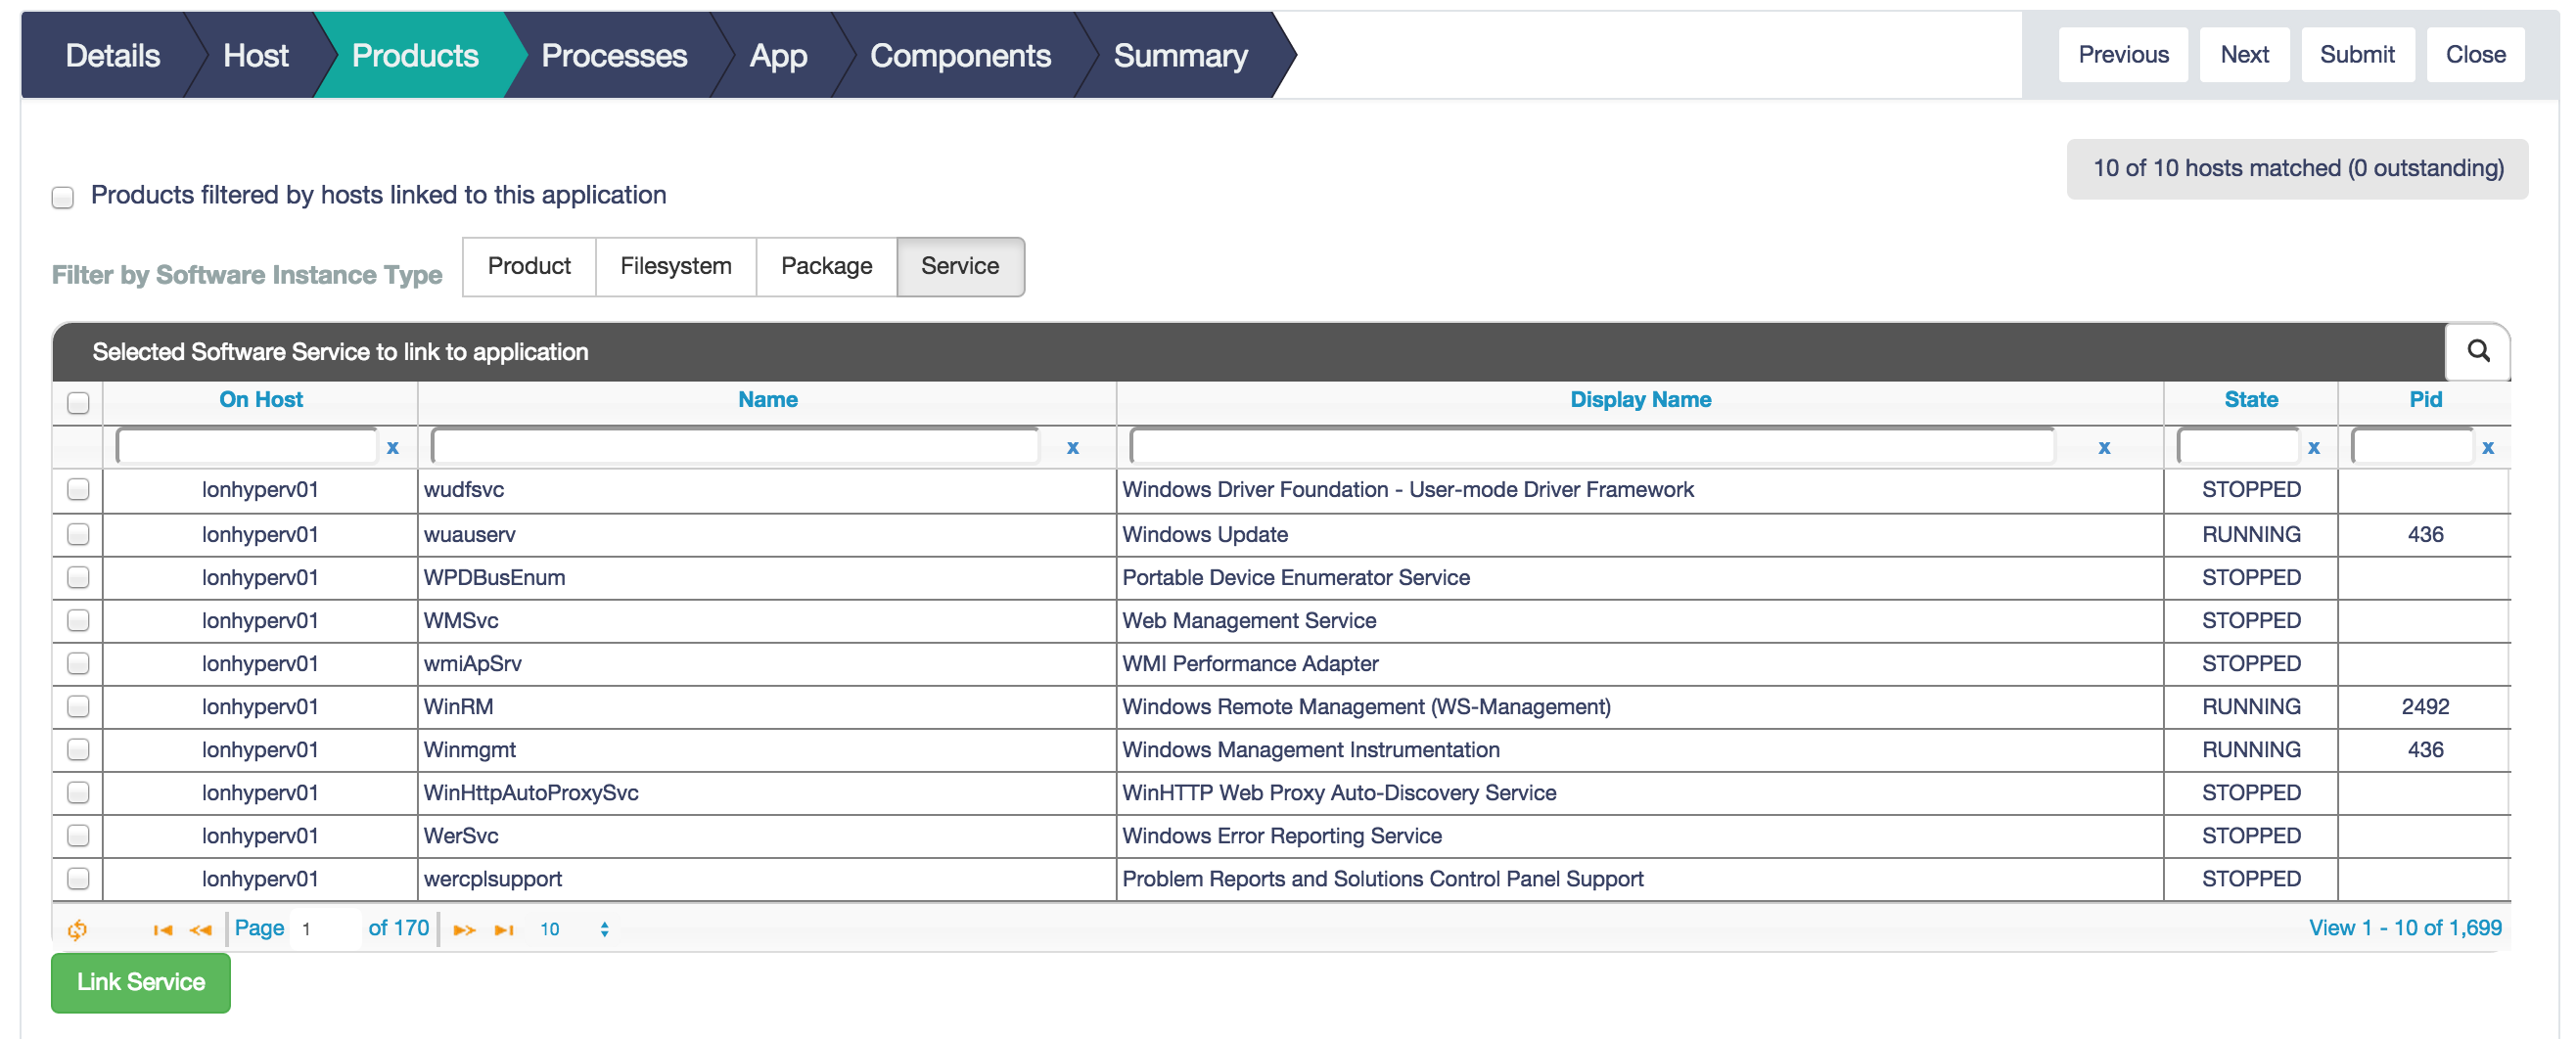 Details Host Products Processes App Components Summary Previous Next Submit Close
10 of 10 hosts matched (0 outstanding)
Products filtered by hosts linked to this application
Filter by Software Instance Type Product Filesystem Package Service
Selected Software Service to link to application
On Host Name Display Name State Pid
x x x x x
lonhyperv01 wudfsvc Windows Driver Foundation - User-mode Driver Framework STOPPED
lonhyperv01 wuauserv Windows Update RUNNING 436
lonhyperv01 WPDBusEnum Portable Device Enumerator Service STOPPED
lonhyperv01 WMSvc Web Management Service STOPPED
lonhyperv01 wmiApSrv WMI Performance Adapter STOPPED
lonhyperv01 WinRM Windows Remote Management (WS-Management) RUNNING 2492
lonhyperv01 Winmgmt Windows Management Instrumentation RUNNING 436
lonhyperv01 WinHttpAutoProxySvc WinHTTP Web Proxy Auto-Discovery Service STOPPED
lonhyperv01 WerSvc Windows Error Reporting Service STOPPED
lonhyperv01 wercplsupport Problem Reports and Solutions Control Panel Support STOPPED
Page 1 of 170 10 View 1 - 10 of 1,699
Link Service